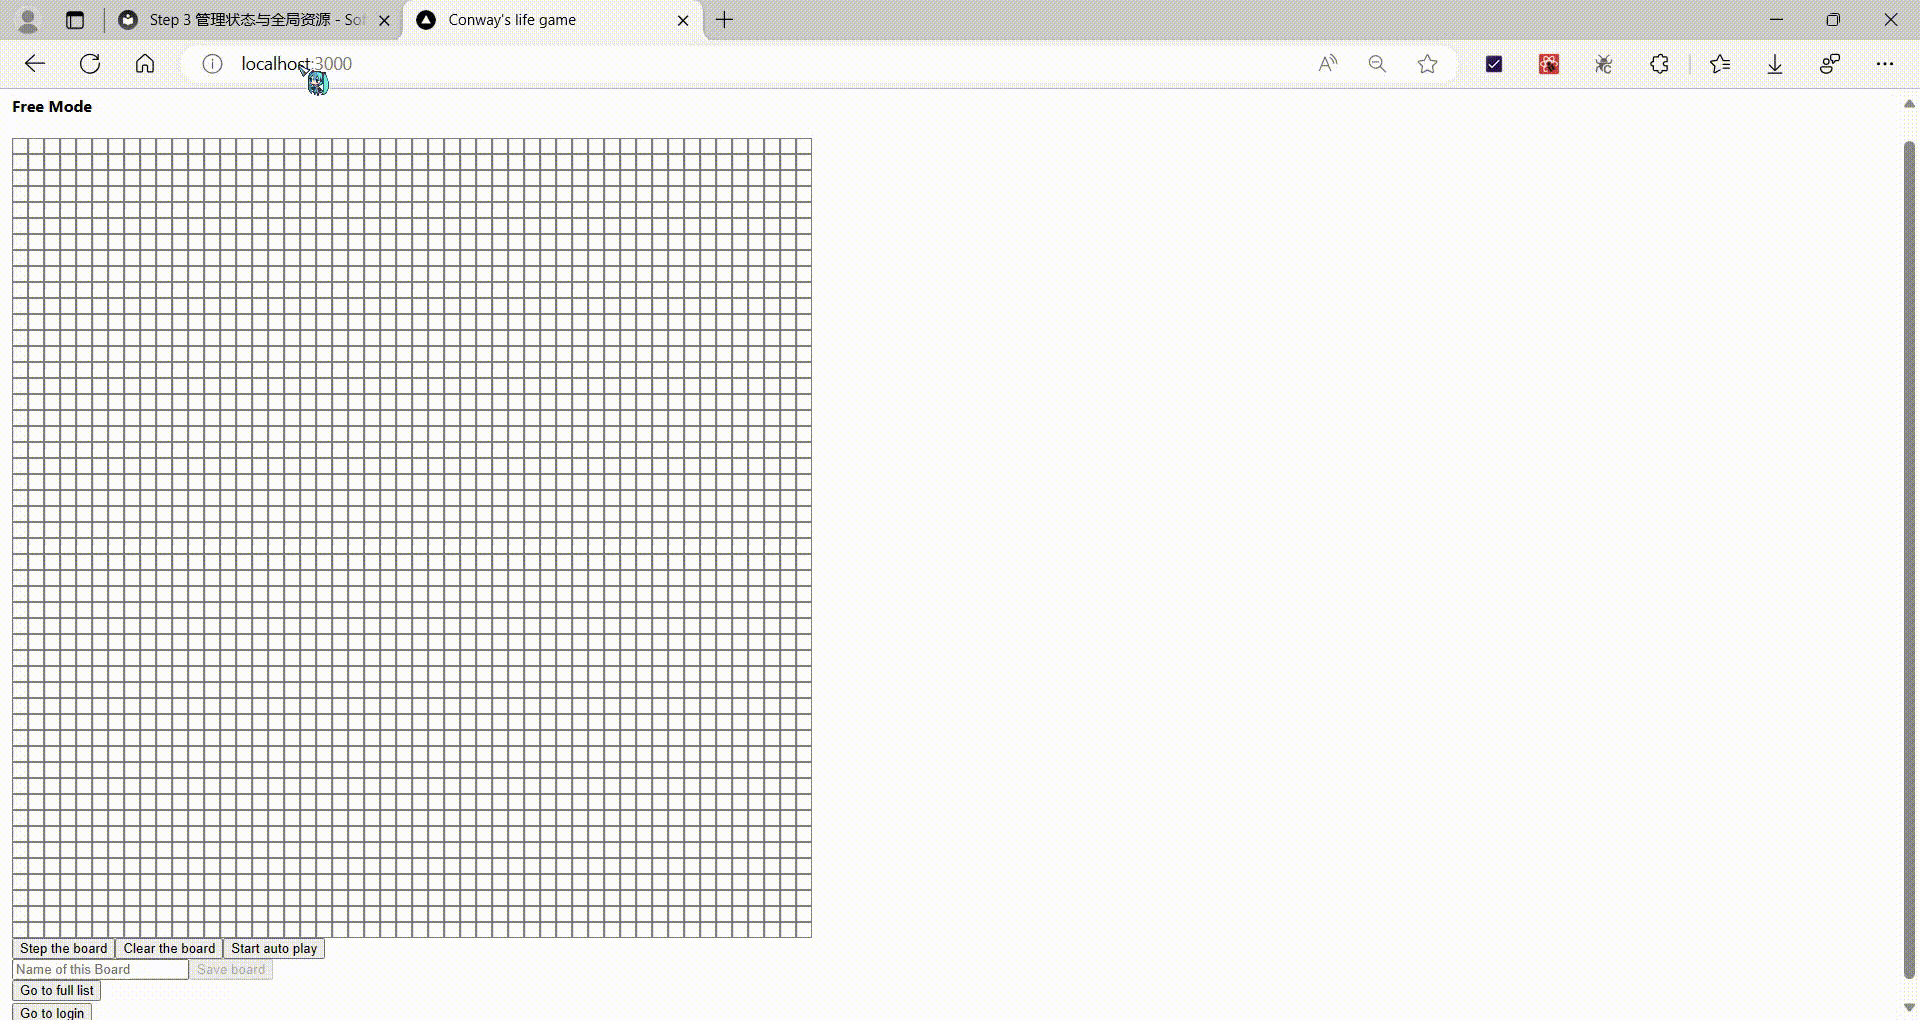 Step 3 管理状态与全局资源 - Sof
Conway's life game
localhost:3000
Free Mode
Step the board Clear the board Start auto play
Name of this Board Save board
Go to full list
Go to login